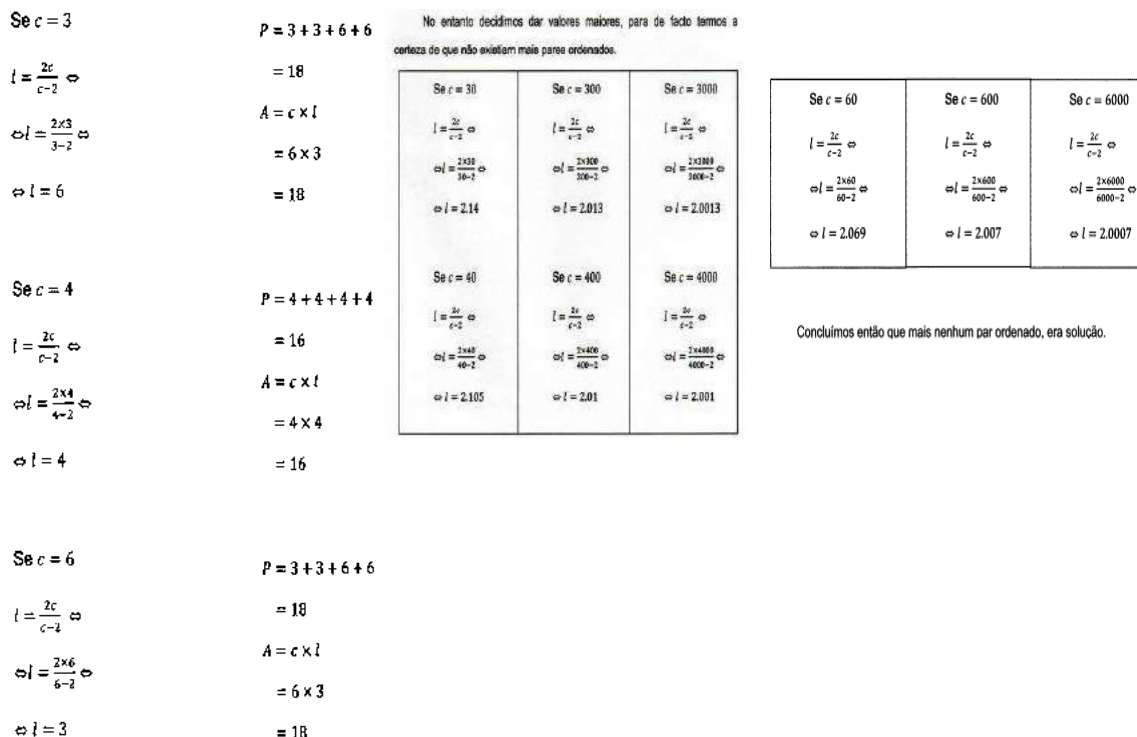 Se c = 3
l = 2c/c−2 ⇔
⇔l = 2×3/3−2 ⇔
⇔ l = 6
P = 3 + 3 + 6 + 6
= 18
A = c × l
= 6 × 3
= 18
Se c = 4
l = 2c/c−2 ⇔
⇔l = 2×4/4−2 ⇔
⇔ l = 4
P = 4 + 4 + 4 + 4
= 16
A = c × l
= 4 × 4
= 16
Se c = 6
l = 2c/c−2 ⇔
⇔l = 2×6/6−2 ⇔
⇔ l = 3
P = 3 + 3 + 6 + 6
= 18
A = c × l
= 6 × 3
= 18
No entanto decidimos dar valores maiores, para de facto termos a
certeza de que não existiam mais pares ordenados.
Se c = 30
l = 2c/c−2 ⇔
⇔l = 2×30/30−2 ⇔
⇔ l = 2.14
Se c = 300
l = 2c/c−2 ⇔
⇔l = 2×300/300−2 ⇔
⇔ l = 2.013
Se c = 3000
l = 2c/c−2 ⇔
⇔l = 2×3000/3000−2 ⇔
⇔ l = 2.0013
Se c = 40
l = 2c/c−2 ⇔
⇔l = 2×40/40−2 ⇔
⇔ l = 2.105
Se c = 400
l = 2c/c−2 ⇔
⇔l = 2×400/400−2 ⇔
⇔ l = 2.01
Se c = 4000
l = 2c/c−2 ⇔
⇔l = 2×4000/4000−2 ⇔
⇔ l = 2.001
Se c = 60
l = 2c/c−2 ⇔
⇔l = 2×60/60−2 ⇔
⇔ l = 2.069
Se c = 600
l = 2c/c−2 ⇔
⇔l = 2×600/600−2 ⇔
⇔ l = 2.007
Se c = 6000
l = 2c/c−2 ⇔
⇔l = 2×6000/6000−2 ⇔
⇔ l = 2.0007
Concluímos então que mais nenhum par ordenado, era solução.